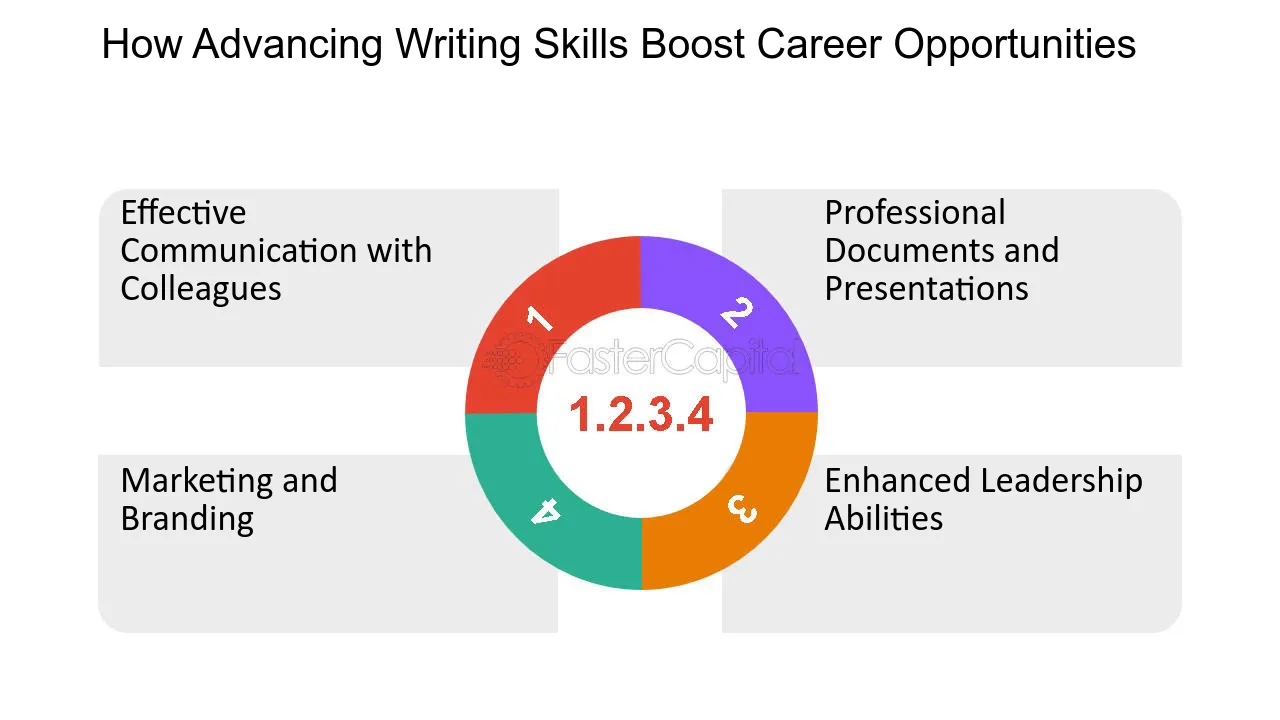 How Advancing Writing Skills Boost Career Opportunities
Effective
Communication with
Colleagues
Professional
Documents and
Presentations
1
2
FasterCapital
1.2.3.4
4
3
Marketing and
Branding
Enhanced Leadership
Abilities